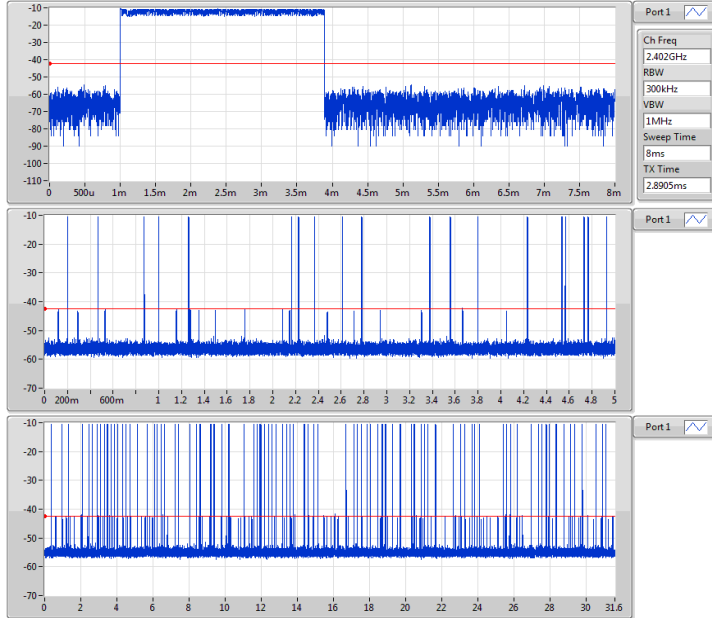 -10
-20
-30
-40
-50
-60
-70
-80
-90
-100
-110
0 500u 1m 1.5m 2m 2.5m 3m 3.5m 4m 4.5m 5m 5.5m 6m 6.5m 7m 7.5m 8m
Port 1
Ch Freq
2.402GHz
RBW
300kHz
VBW
1MHz
Sweep Time
8ms
TX Time
2.8905ms
-10
-20
-30
-40
-50
-60
-70
0 200m 600m 1 1.2 1.4 1.6 1.8 2 2.2 2.4 2.6 2.8 3 3.2 3.4 3.6 3.8 4 4.2 4.4 4.6 4.8 5
Port 1
-10
-20
-30
-40
-50
-60
-70
0 2 4 6 8 10 12 14 16 18 20 22 24 26 28 30 31.6
Port 1